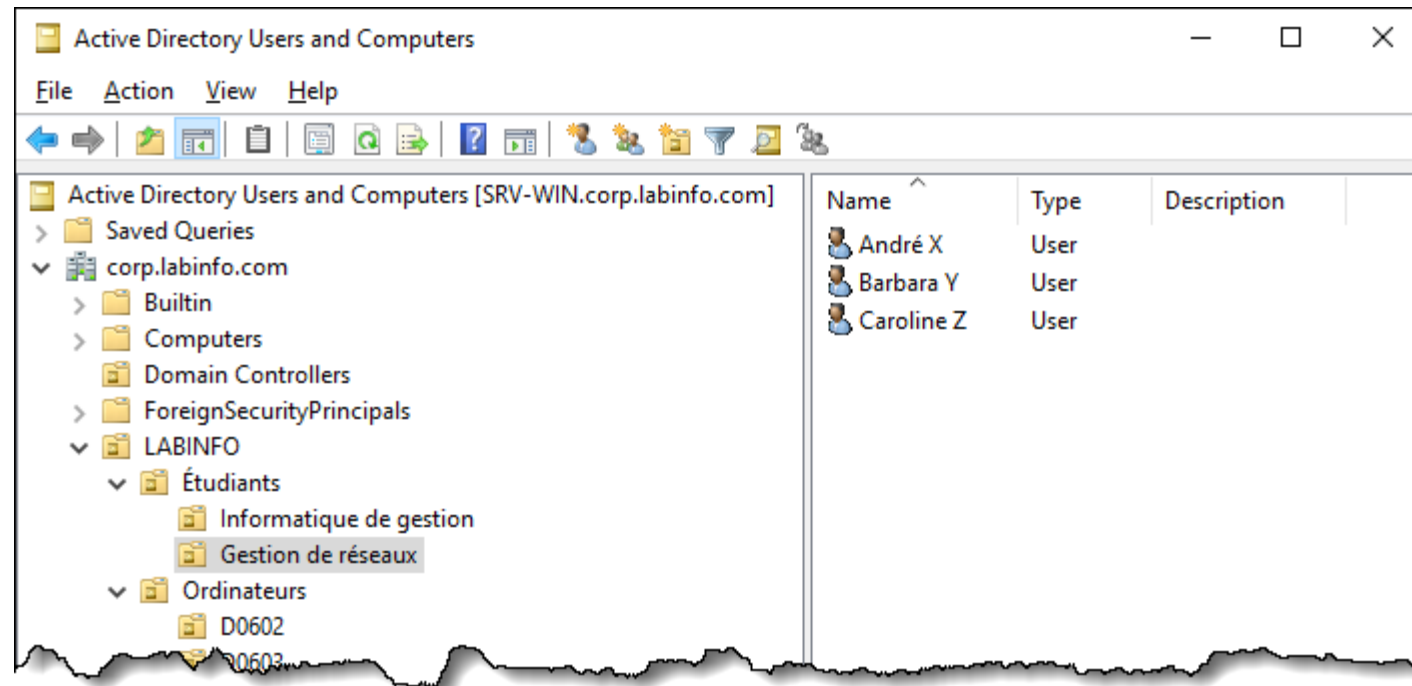 Active Directory Users and Computers
File Action View Help
Active Directory Users and Computers [SRV-WIN.corp.labinfo.com]
Saved Queries
corp.labinfo.com
Builtin
Computers
Domain Controllers
ForeignSecurityPrincipals
LABINFO
Étudiants
Informatique de gestion
Gestion de réseaux
Ordinateurs
D0602
D0603
Name Type Description
André X User
Barbara Y User
Caroline Z User